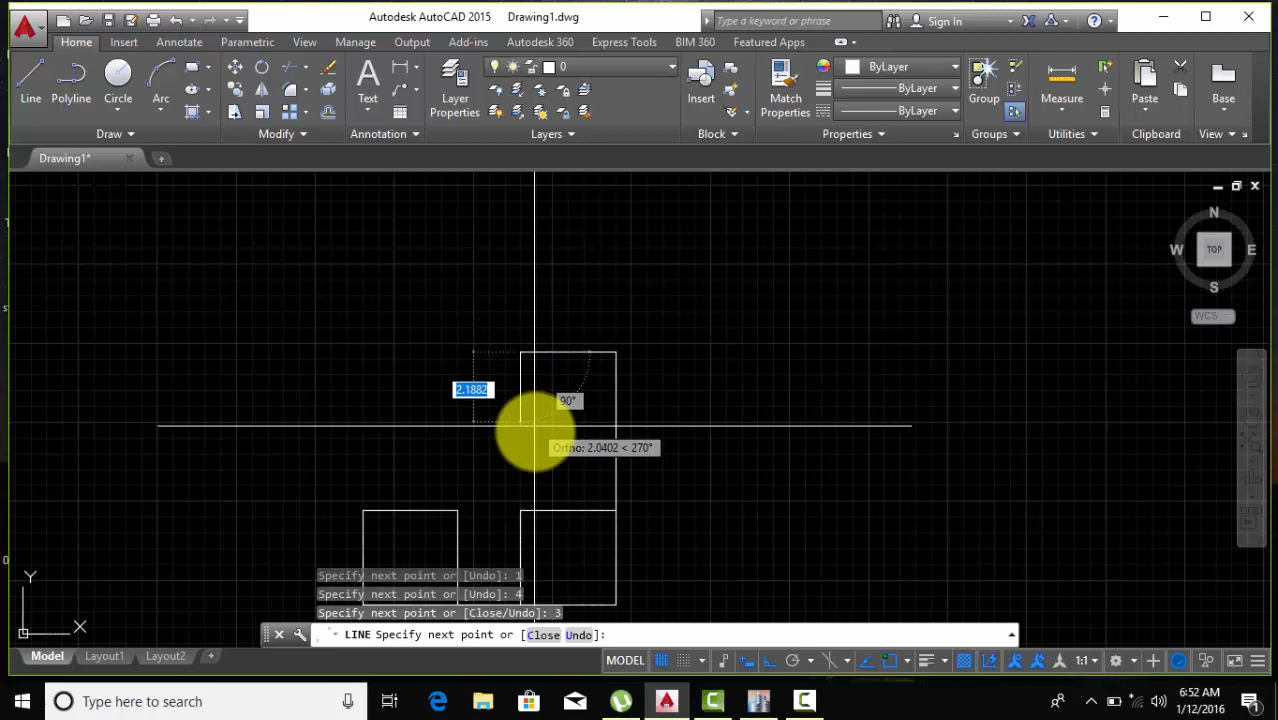 Autodesk AutoCAD 2015 Drawing1.dwg
Type a keyword or phrase
Sign In
Home Insert Annotate Parametric View Manage Output Add-ins Autodesk 360 Express Tools BIM 360 Featured Apps
0
ByLayer
ByLayer
ByLayer
Line Polyline Circle Arc
Text
Layer Properties
Insert
Match Properties
Group
Measure
Paste
Base
Draw Modify Annotation Layers Block Properties Groups Utilities Clipboard View
Drawing1*
N
W TOP E
S
WCS
2.1882
90°
Ortho: 2.0402 < 270°
Y
X
Specify next point or [Undo]: 1
Specify next point or [Undo]: 4
Specify next point or [Close/Undo]: 3
LINE Specify next point or [Close Undo]:
Model Layout1 Layout2 +
MODEL 1:1
Type here to search
6:52 AM
1/12/2016
1